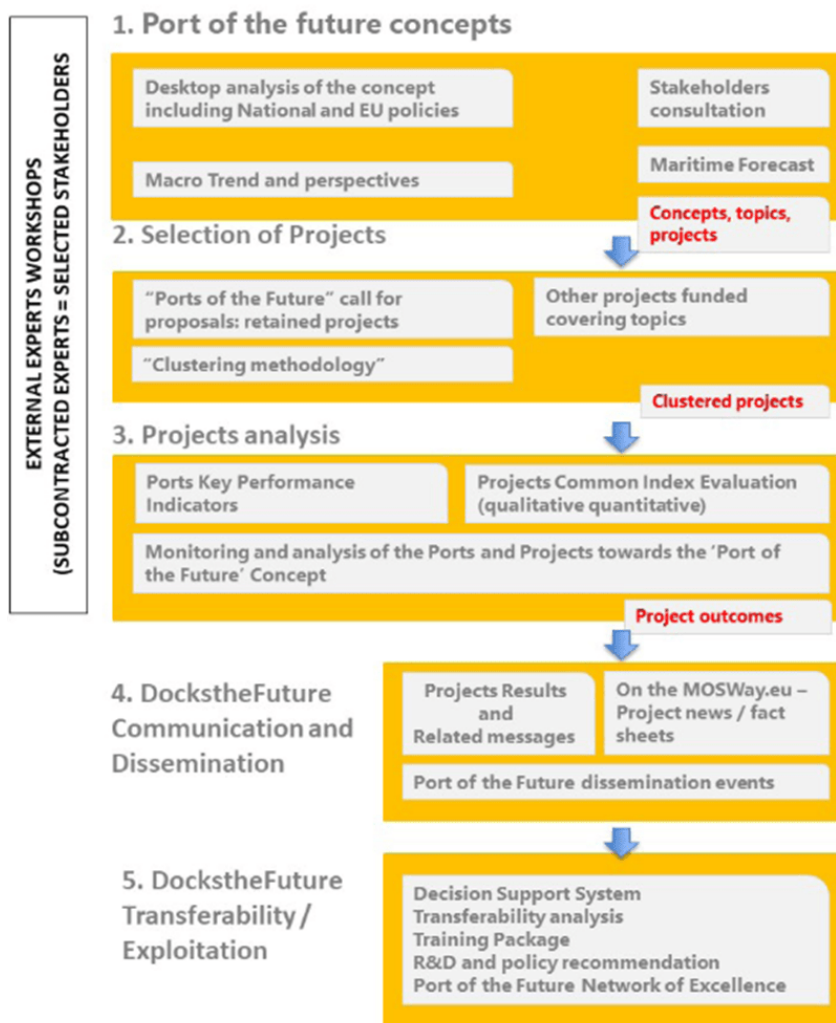 EXTERNAL EXPERTS WORKSHOPS
(SUBCONTRACTED EXPERTS = SELECTED STAKEHOLDERS
1. Port of the future concepts
Desktop analysis of the concept
including National and EU policies
Stakeholders
consultation
Macro Trend and perspectives
Maritime Forecast
Concepts, topics,
projects
2. Selection of Projects
“Ports of the Future” call for
proposals: retained projects
Other projects funded
covering topics
“Clustering methodology”
Clustered projects
3. Projects analysis
Ports Key Performance
Indicators
Projects Common Index Evaluation
(qualitative quantitative)
Monitoring and analysis of the Ports and Projects towards the ‘Port of
the Future’ Concept
Project outcomes
4. DockstheFuture
Communication and
Dissemination
Projects Results
and
Related messages
On the MOSWay.eu –
Project news / fact
sheets
Port of the Future dissemination events
5. DockstheFuture
Transferability /
Exploitation
Decision Support System
Transferability analysis
Training Package
R&D and policy recommendation
Port of the Future Network of Excellence